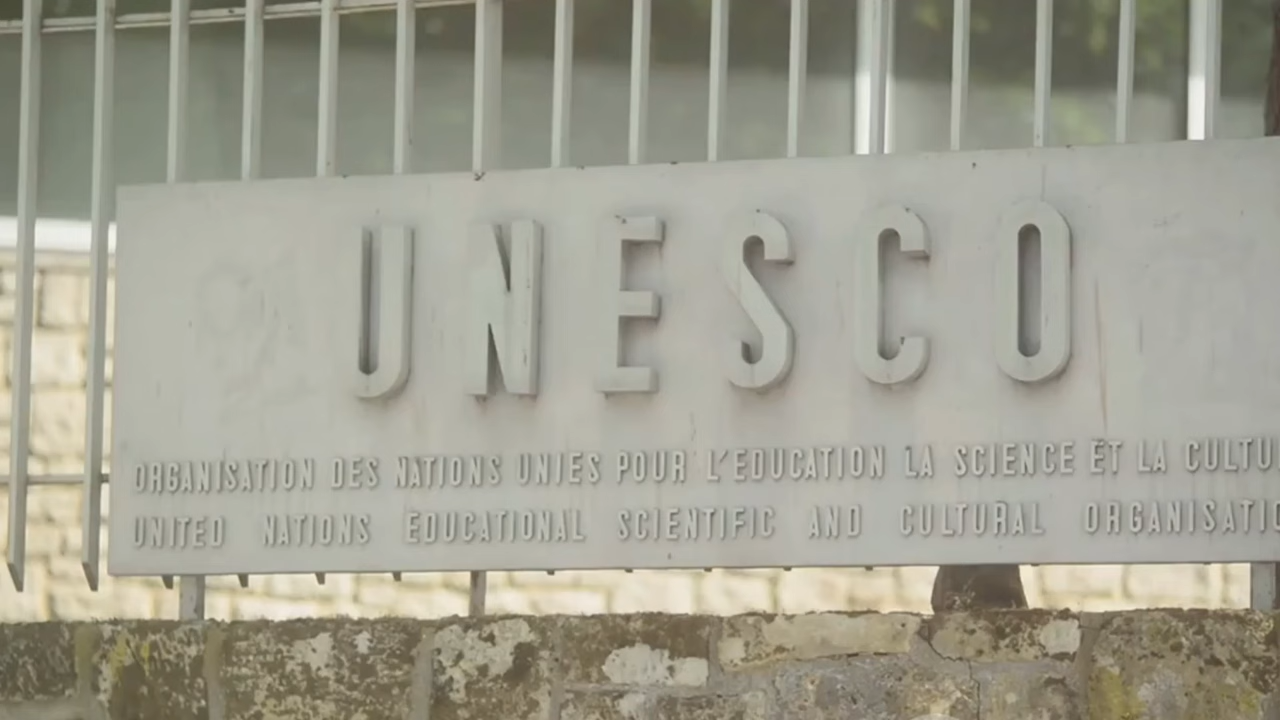 UNESCO
ORGANISATION DES NATIONS UNIES POUR L'EDUCATION LA SCIENCE ET LA CULTU
UNITED NATIONS EDUCATIONAL SCIENTIFIC AND CULTURAL ORGANISATIO